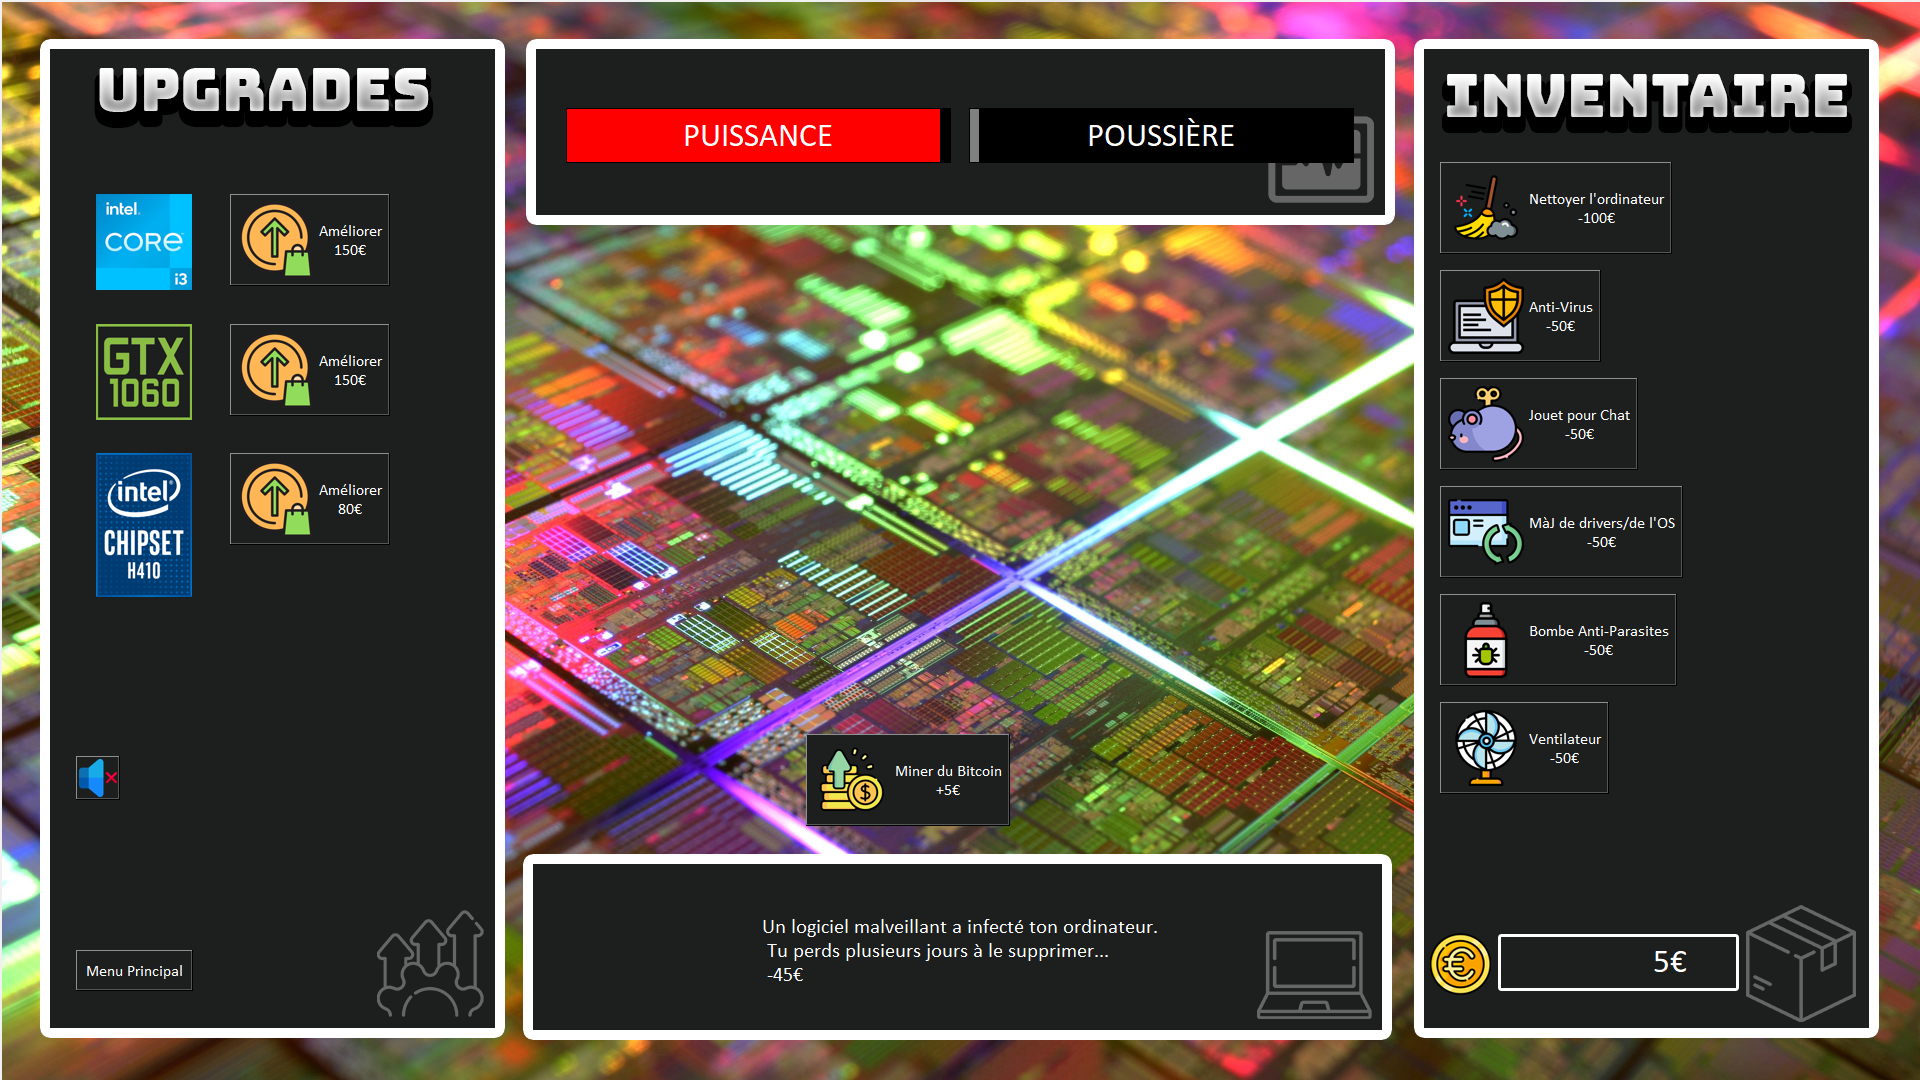 UPGRADES
intel.
CORE
i3
Améliorer
150€
GTX
1060
Améliorer
150€
intel
CHIPSET
H410
Améliorer
80€
Menu Principal
PUISSANCE
POUSSIÈRE
Miner du Bitcoin
+5€
Un logiciel malveillant a infecté ton ordinateur.
Tu perds plusieurs jours à le supprimer...
-45€
INVENTAIRE
Nettoyer l'ordinateur
-100€
Anti-Virus
-50€
Jouet pour Chat
-50€
MàJ de drivers/de l'OS
-50€
Bombe Anti-Parasites
-50€
Ventilateur
-50€
5€